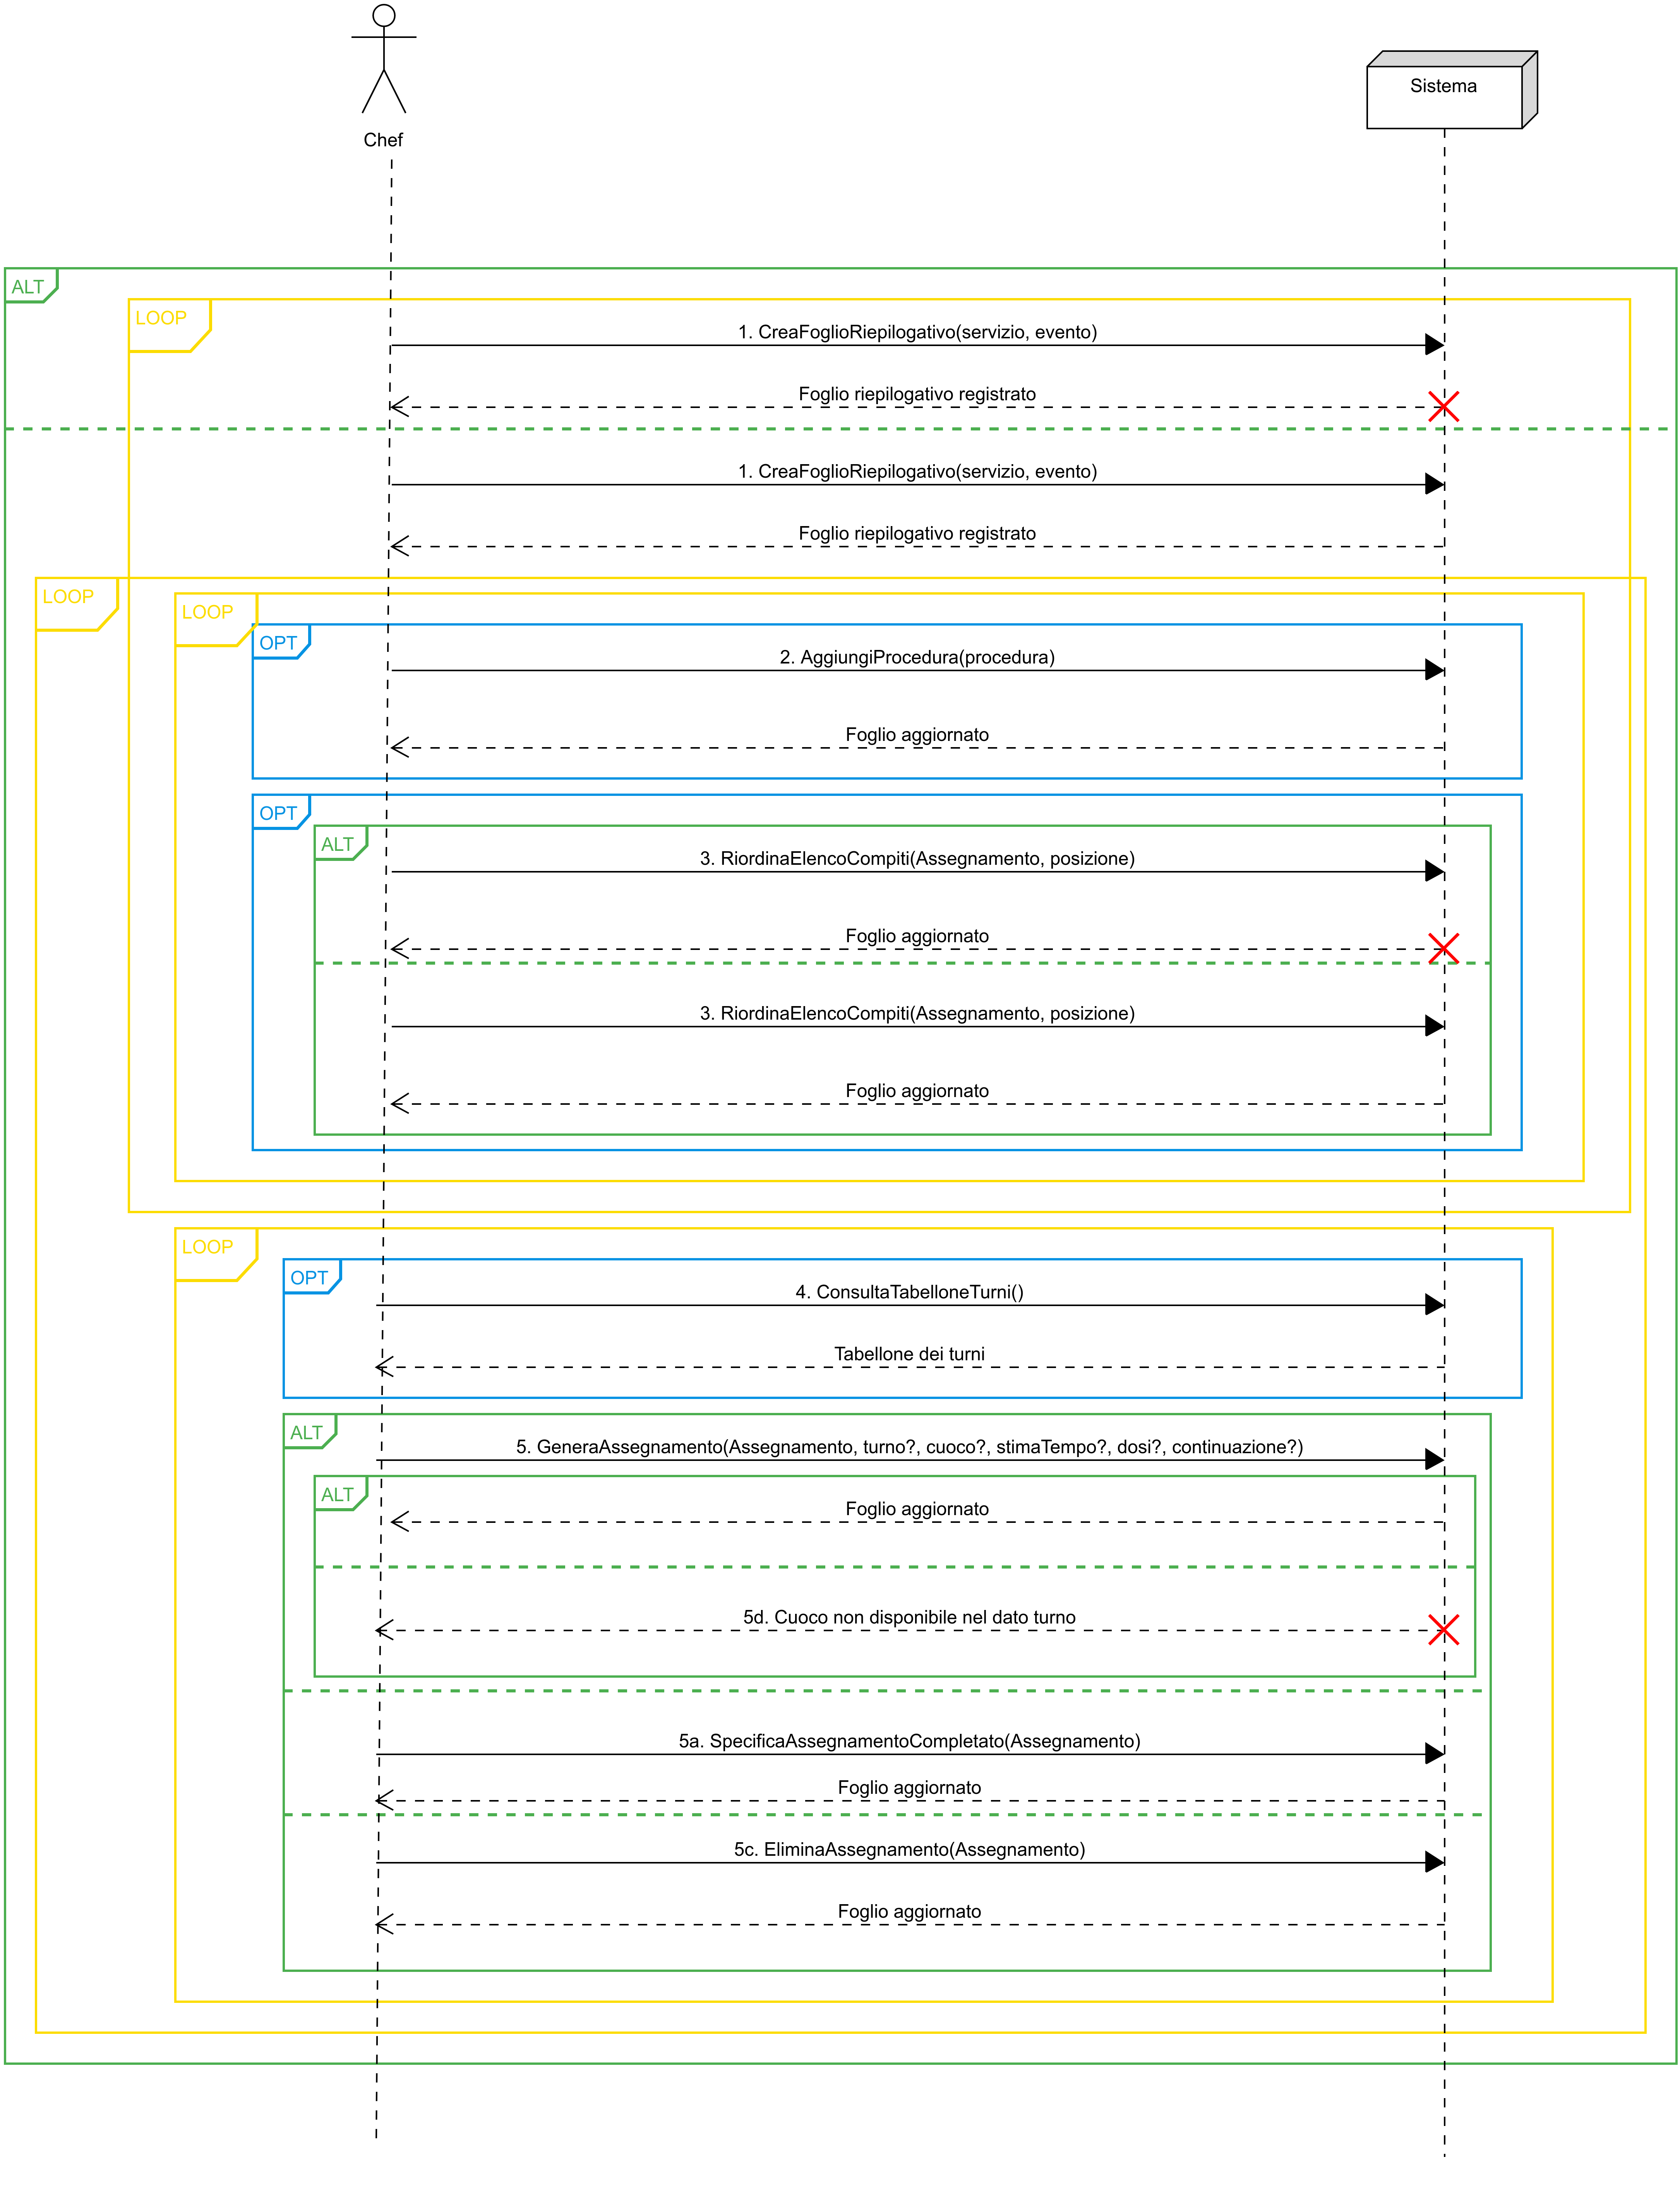 Sistema
Chef
ALT
LOOP
1. CreaFoglioRiepilogativo(servizio, evento)
Foglio riepilogativo registrato
1. CreaFoglioRiepilogativo(servizio, evento)
Foglio riepilogativo registrato
LOOP
LOOP
OPT
2. AggiungiProcedura(procedura)
Foglio aggiornato
OPT
ALT
3. RiordinaElencoCompiti(Assegnamento, posizione)
Foglio aggiornato
3. RiordinaElencoCompiti(Assegnamento, posizione)
Foglio aggiornato
LOOP
OPT
4. ConsultaTabelloneTurni()
Tabellone dei turni
ALT
5. GeneraAssegnamento(Assegnamento, turno?, cuoco?, stimaTempo?, dosi?, continuazione?)
ALT
Foglio aggiornato
5d. Cuoco non disponibile nel dato turno
5a. SpecificaAssegnamentoCompletato(Assegnamento)
Foglio aggiornato
5c. EliminaAssegnamento(Assegnamento)
Foglio aggiornato